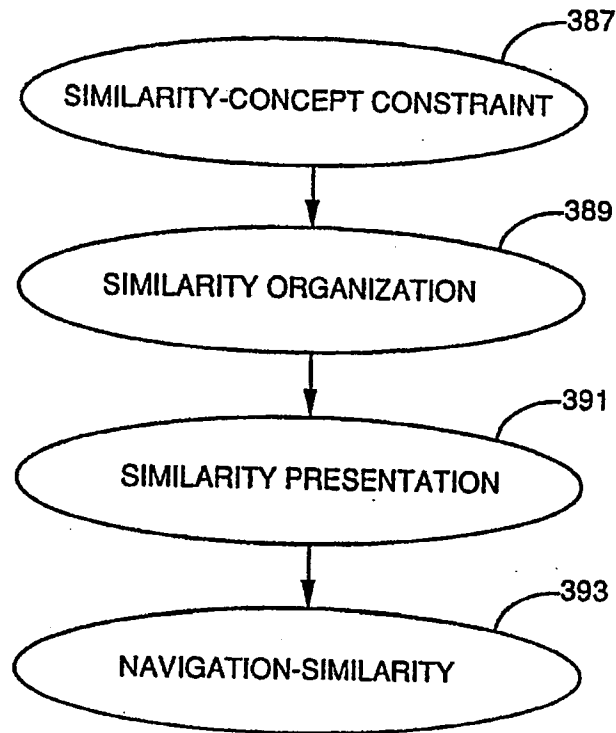 387
SIMILARITY-CONCEPT CONSTRAINT
389
SIMILARITY ORGANIZATION
391
SIMILARITY PRESENTATION
393
NAVIGATION-SIMILARITY